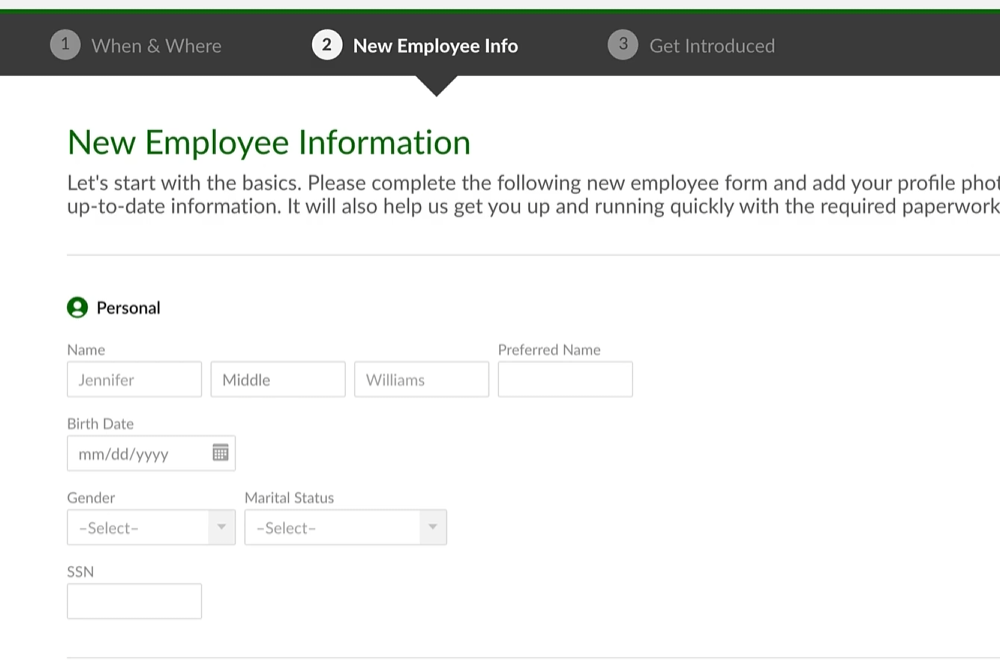 1 When & Where 2 New Employee Info 3 Get Introduced
New Employee Information
Let's start with the basics. Please complete the following new employee form and add your profile phot
up-to-date information. It will also help us get you up and running quickly with the required paperwork
Personal
Name Preferred Name
Jennifer Middle Williams
Birth Date
mm/dd/yyyy
Gender Marital Status
–Select– –Select–
SSN